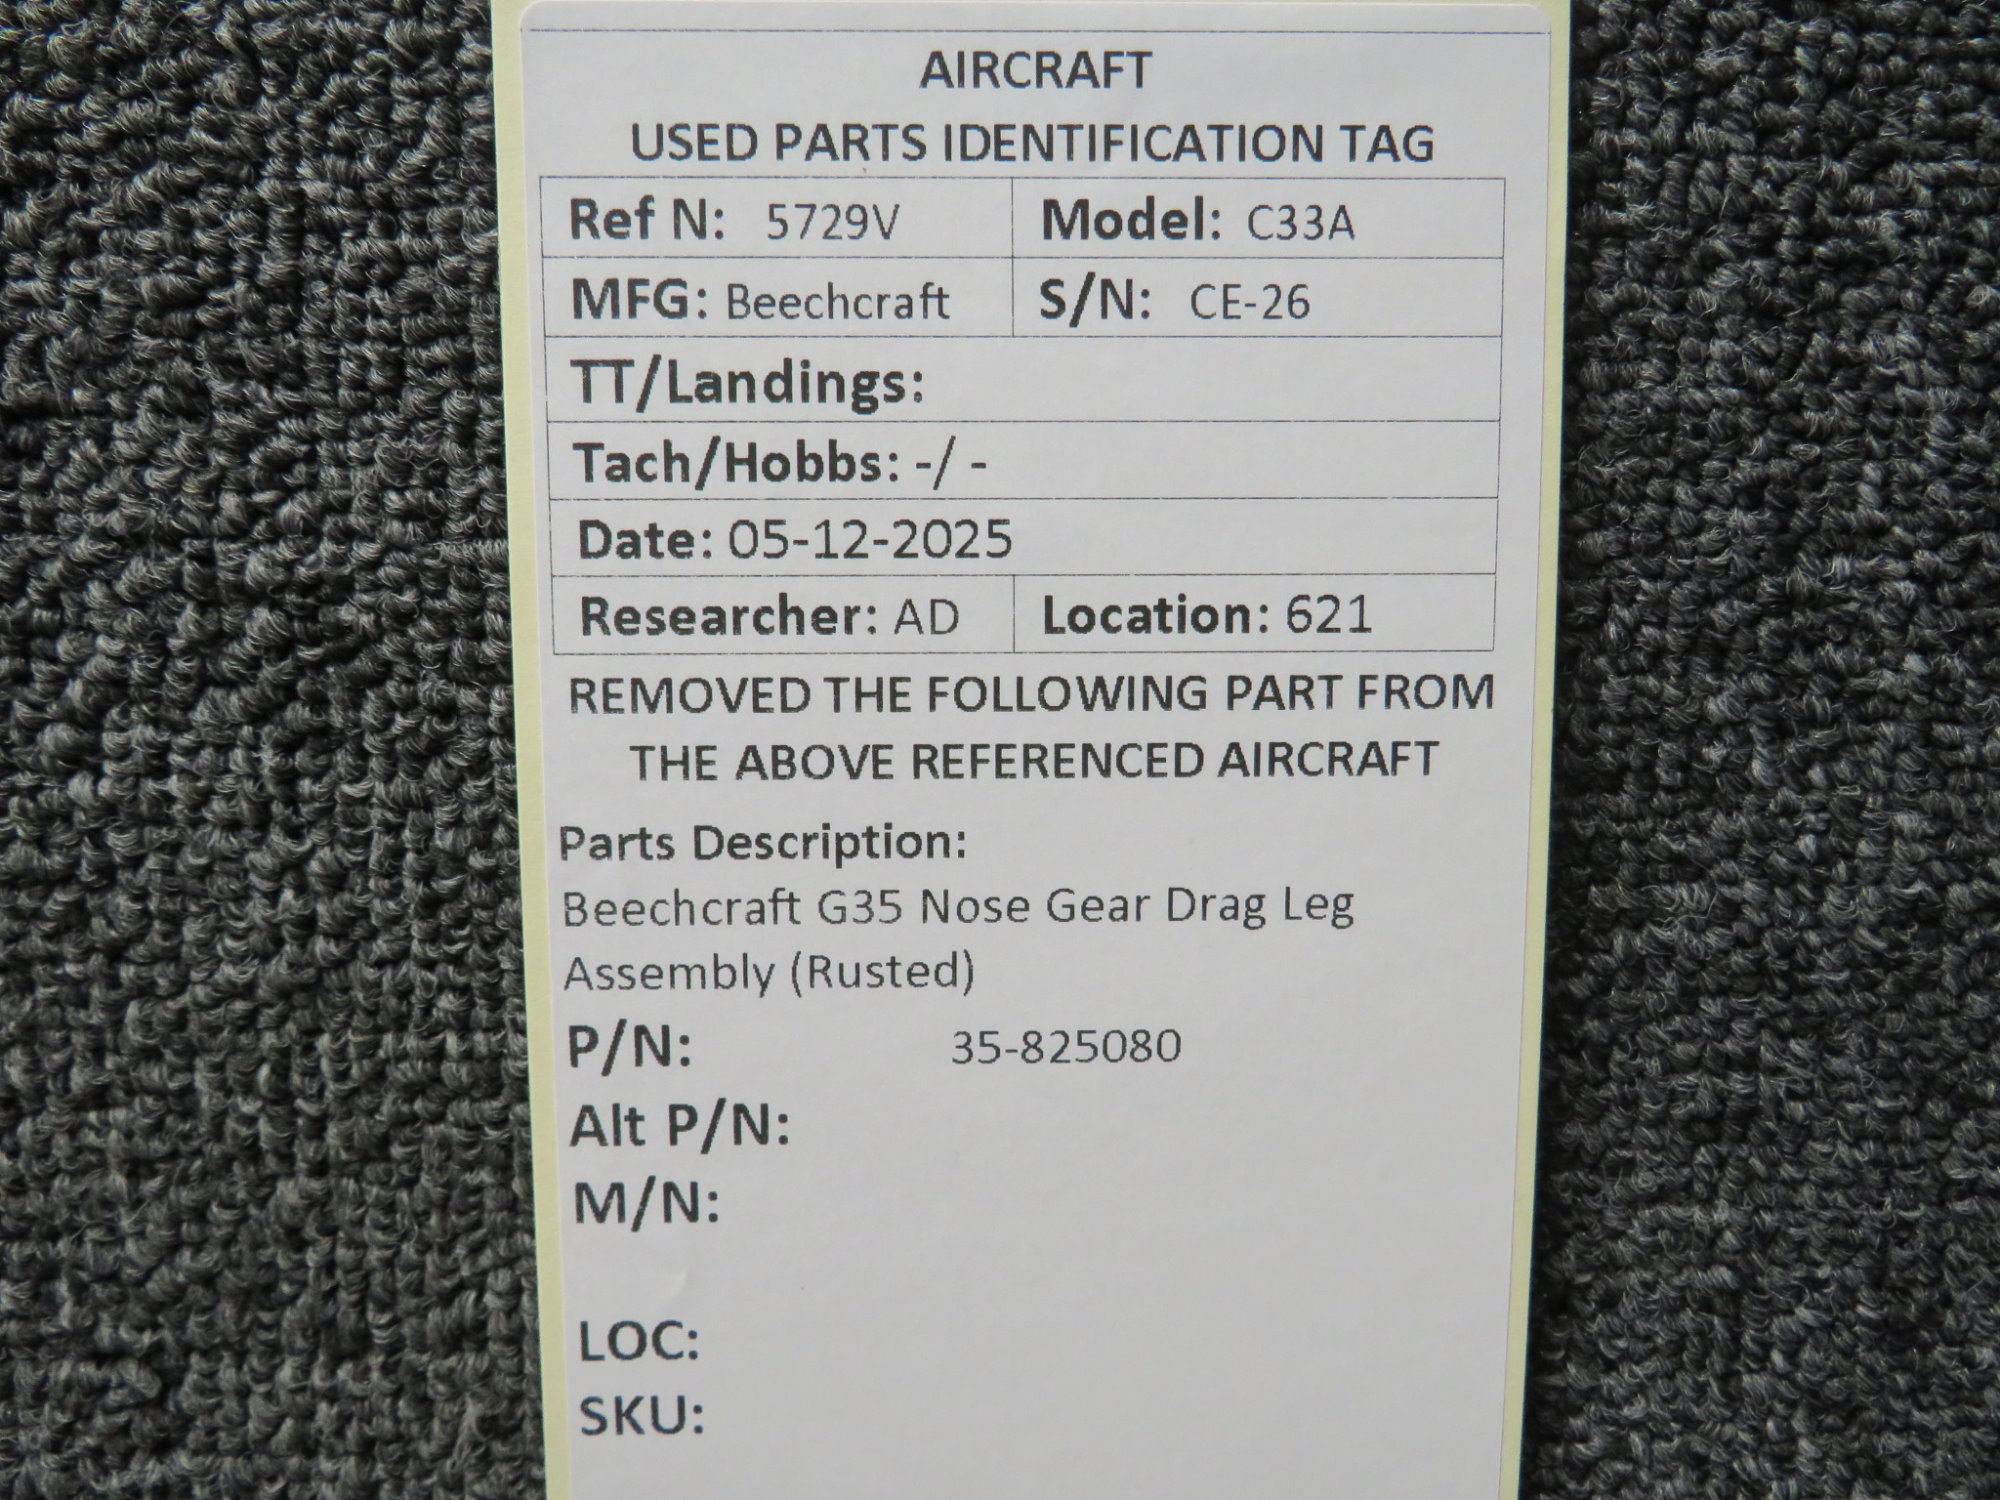 AIRCRAFT
USED PARTS IDENTIFICATION TAG
Ref N: 5729V Model: C33A
MFG: Beechcraft S/N: CE-26
TT/Landings:
Tach/Hobbs: -/ -
Date: 05-12-2025
Researcher: AD Location: 621
REMOVED THE FOLLOWING PART FROM
THE ABOVE REFERENCED AIRCRAFT
Parts Description:
Beechcraft G35 Nose Gear Drag Leg
Assembly (Rusted)
P/N: 35-825080
Alt P/N:
M/N:
LOC:
SKU: